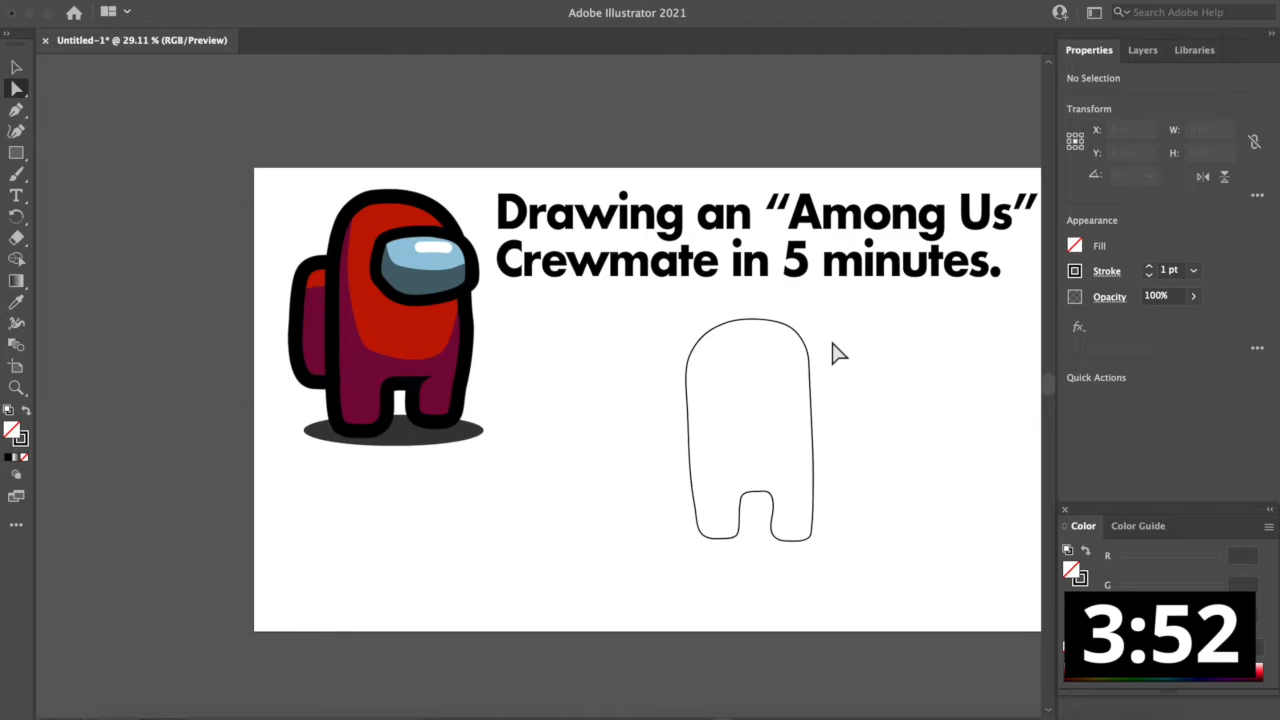 Adobe Illustrator 2021
Search Adobe Help
Untitled-1* @ 29.11 % (RGB/Preview)
Properties
Layers
Libraries
No Selection
Transform
X:
W:
Y:
H:
Drawing an “Among Us”
Crewmate in 5 minutes.
Appearance
Fill
Stroke
1 pt
Opacity
100%
fx.
Quick Actions
Color
Color Guide
R
G
3:52